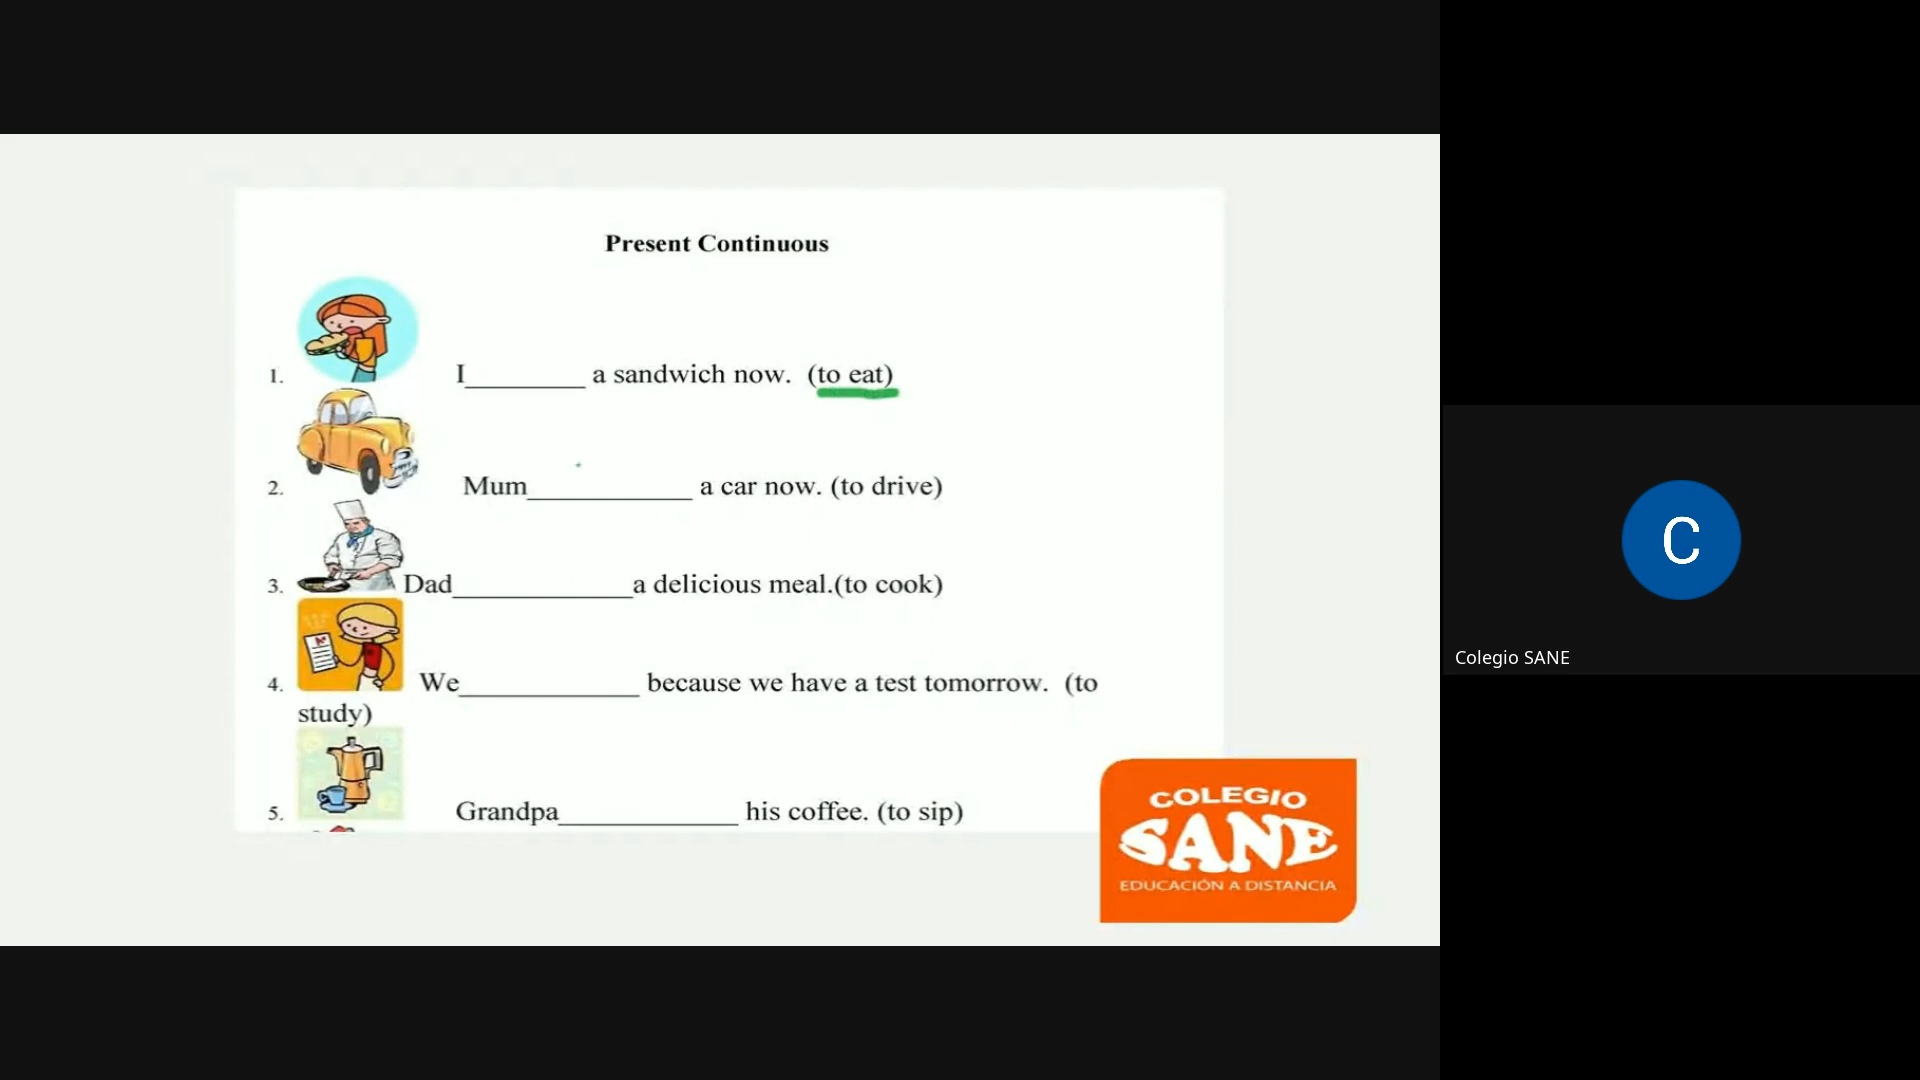 Present Continuous
1. I________ a sandwich now. (to eat)
2. Mum___________ a car now. (to drive)
3. Dad____________a delicious meal.(to cook)
4. We____________ because we have a test tomorrow. (to
study)
5. Grandpa____________ his coffee. (to sip)
COLEGIO
SANE
EDUCACIÓN A DISTANCIA
C
Colegio SANE